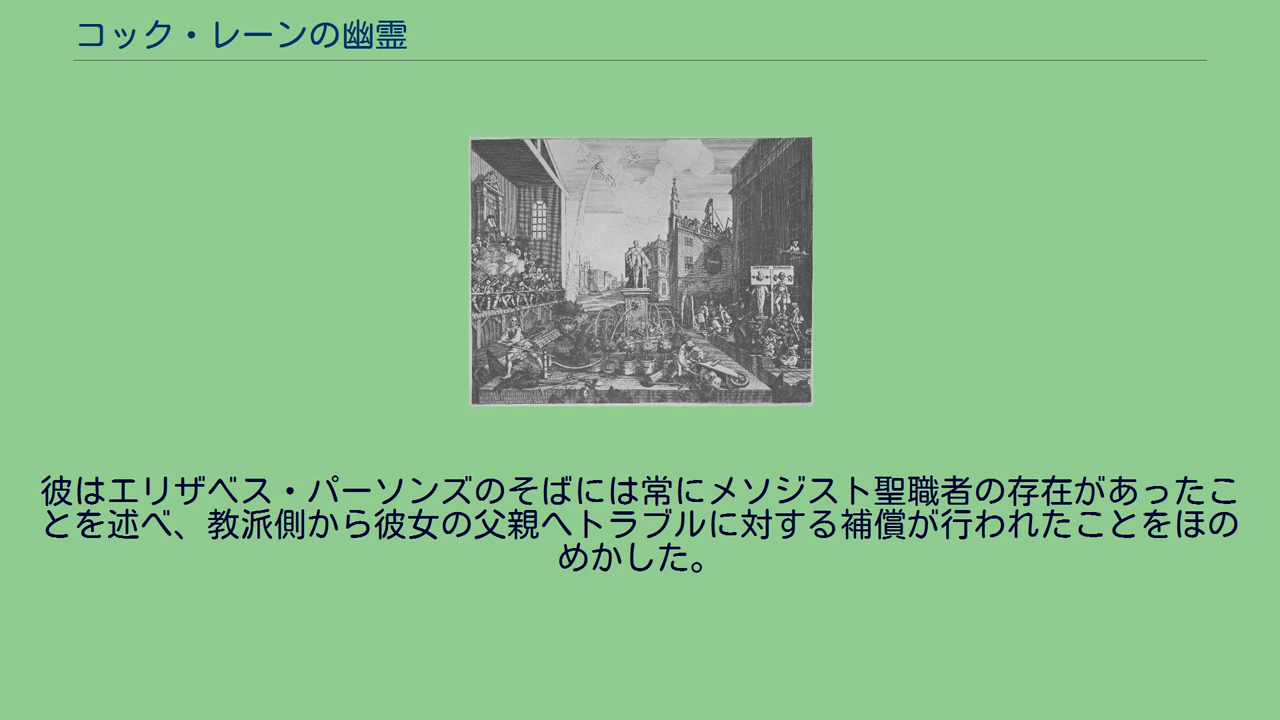 コック・レーンの幽霊
彼はエリザベス・パーソンズのそばには常にメソジスト聖職者の存在があったこ
とを述べ、教派側から彼女の父親へトラブルに対する補償が行われたことをほの
めかした。